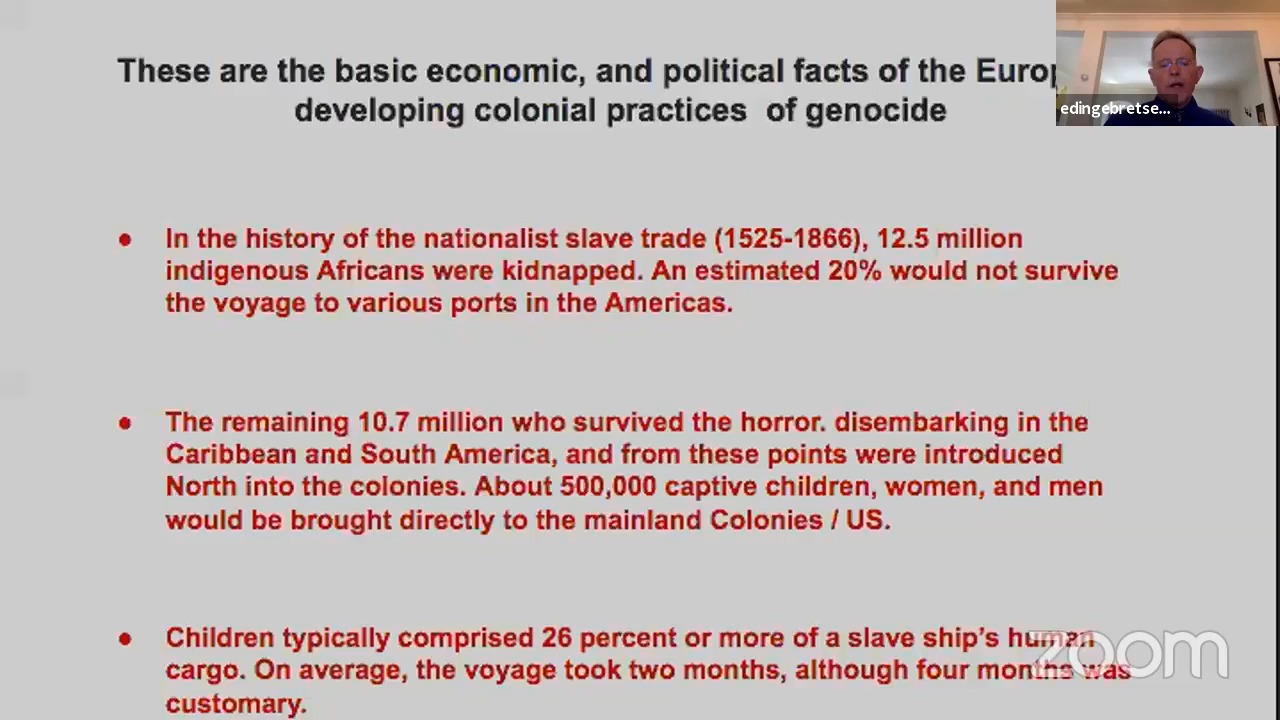 These are the basic economic, and political facts of the Europ
developing colonial practices of genocide
edingebretse...
● In the history of the nationalist slave trade (1525-1866), 12.5 million
indigenous Africans were kidnapped. An estimated 20% would not survive
the voyage to various ports in the Americas.
● The remaining 10.7 million who survived the horror. disembarking in the
Caribbean and South America, and from these points were introduced
North into the colonies. About 500,000 captive children, women, and men
would be brought directly to the mainland Colonies / US.
● Children typically comprised 26 percent or more of a slave ship's human
cargo. On average, the voyage took two months, although four months was
customary.
zoom